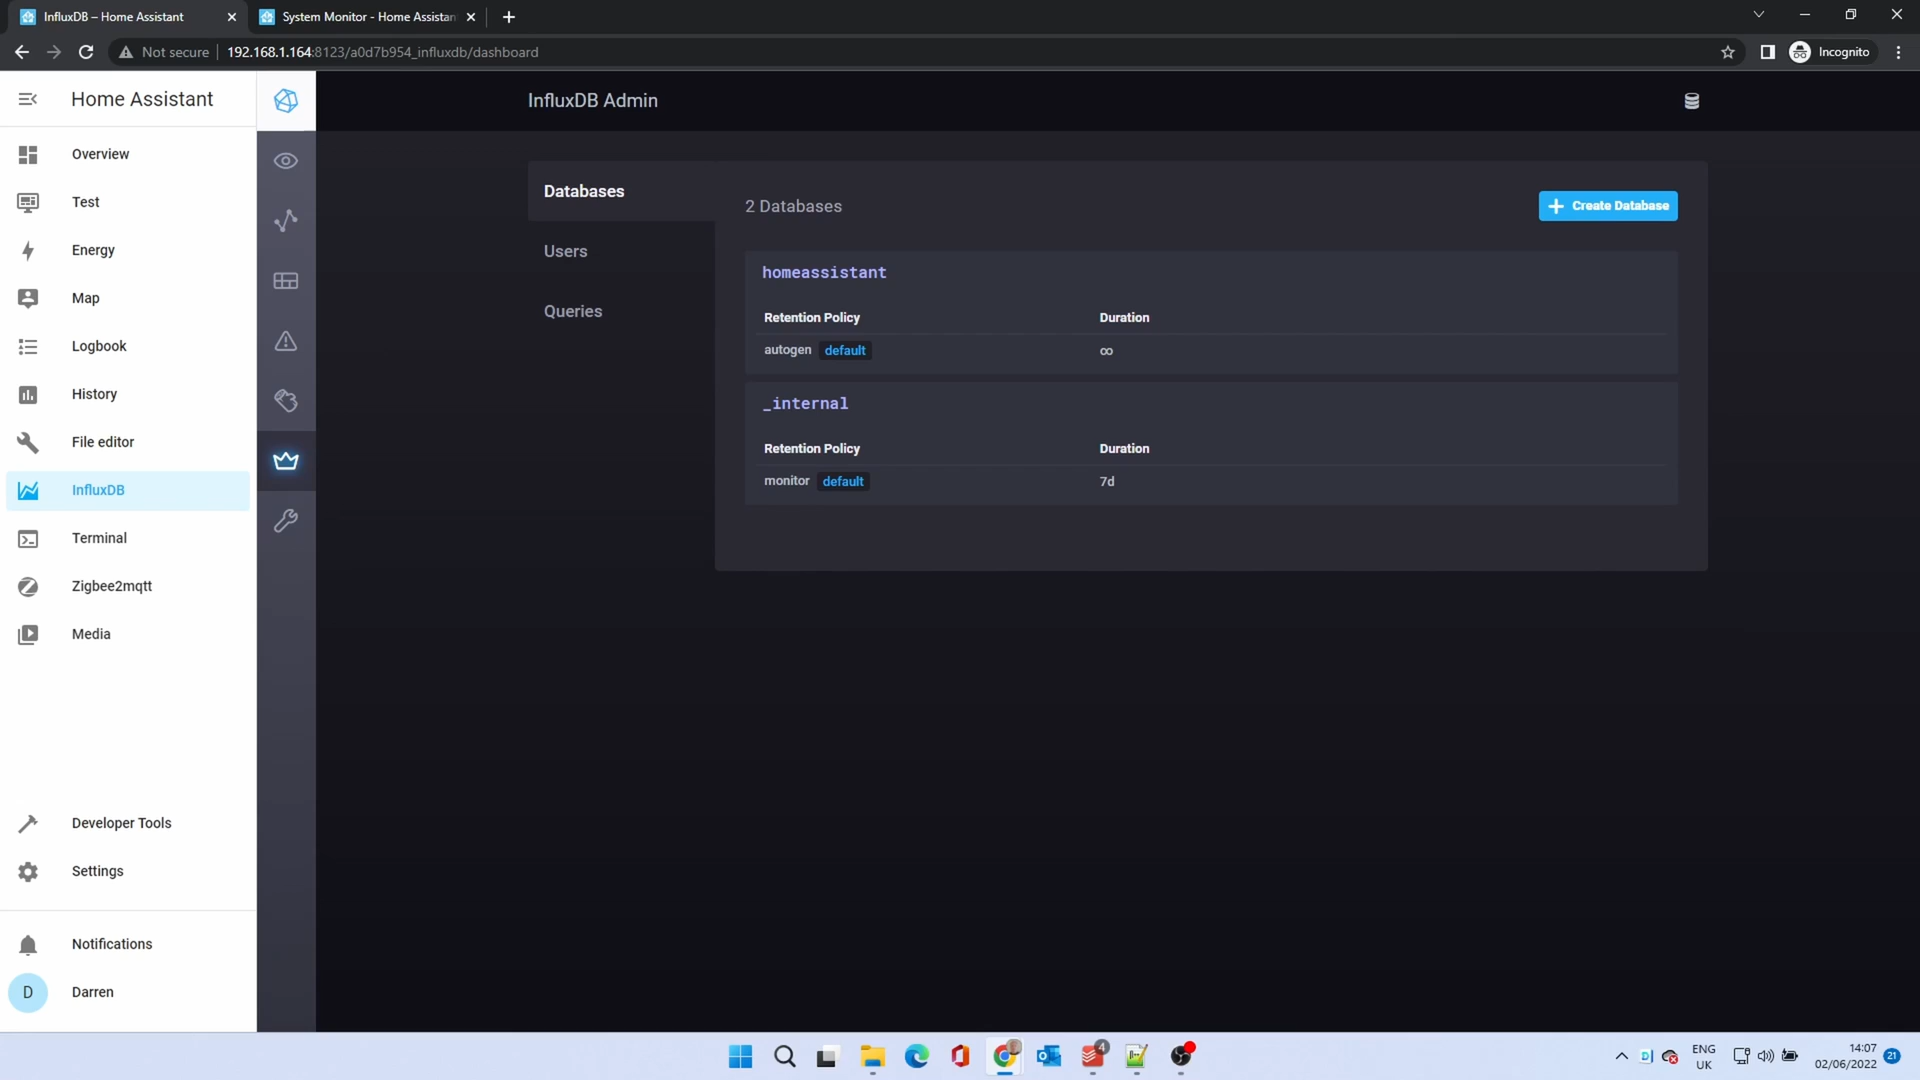 InfluxDB – Home Assistant
System Monitor - Home Assistan
Not secure
192.168.1.164:8123/a0d7b954_influxdb/dashboard
Incognito
Home Assistant
Overview
Test
Energy
Map
Logbook
History
File editor
InfluxDB
Terminal
Zigbee2mqtt
Media
Developer Tools
Settings
Notifications
D
Darren
InfluxDB Admin
Databases
Users
Queries
2 Databases
Create Database
homeassistant
Retention Policy Duration
autogen default ∞
_internal
Retention Policy Duration
monitor default 7d
4
ENG
UK
14:07
02/06/2022
21